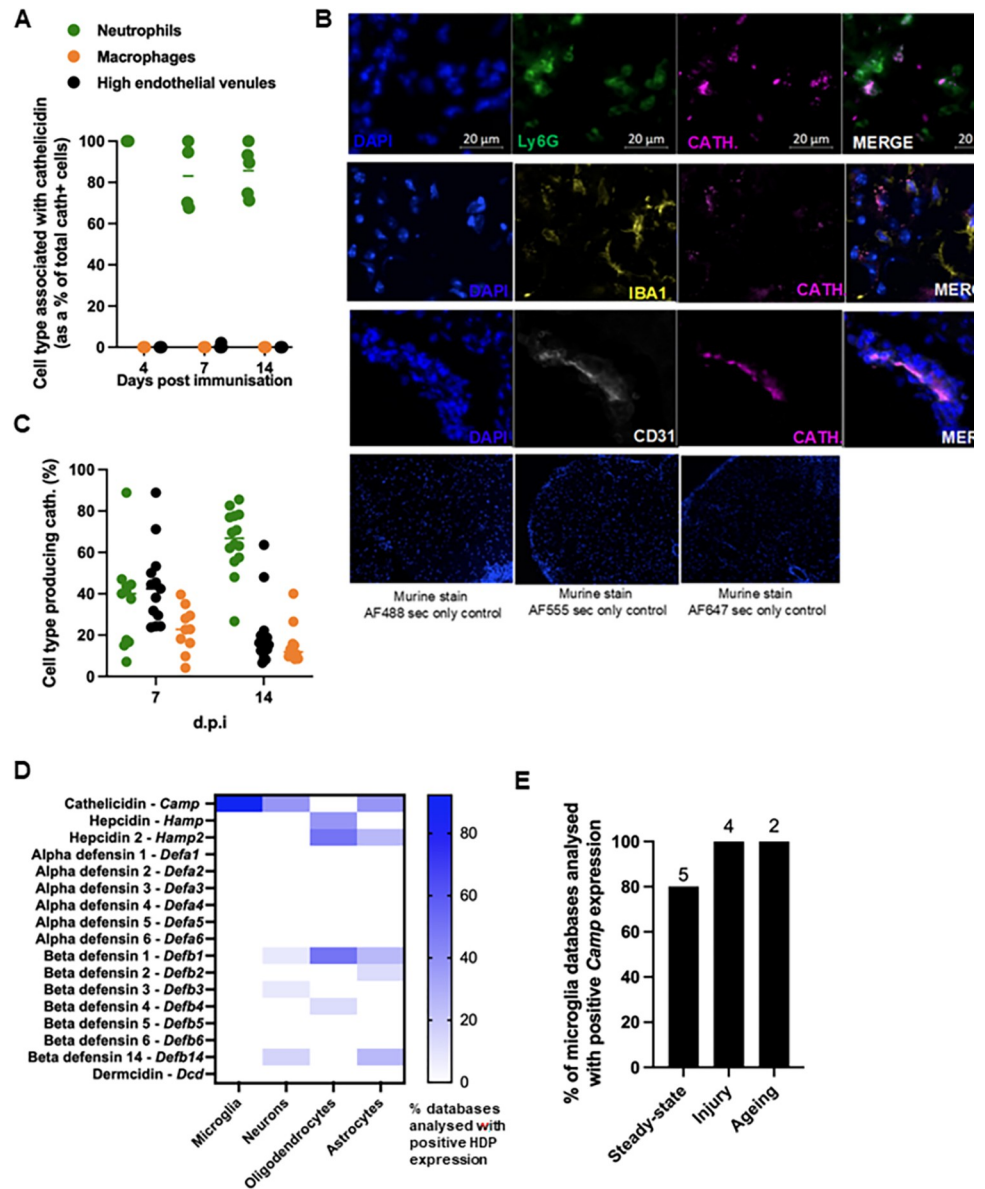 A
Neutrophils
Macrophages
High endothelial venules
Cell type associated with cathelicidin
(as a % of total cath+ cells)
100
80
60
40
20
0
4
7
14
Days post immunisation
B
DAPI
20 µm
Ly6G
20 µm
CATH.
20 µm
MERGE
20
DAPI
IBA1
CATH
MERG
DAPI
CD31
CATH.
MER
Murine stain
AF488 sec only control
Murine stain
AF555 sec only control
Murine stain
AF647 sec only control
C
Cell type producing cath. (%)
100
80
60
40
20
0
7
14
d.p.i
D
Cathelicidin - Camp
Hepcidin - Hamp
Hepcidin 2 - Hamp2
Alpha defensin 1 - Defa1
Alpha defensin 2 - Defa2
Alpha defensin 3 - Defa3
Alpha defensin 4 - Defa4
Alpha defensin 5 - Defa5
Alpha defensin 6 - Defa6
Beta defensin 1 - Defb1
Beta defensin 2 - Defb2
Beta defensin 3 - Defb3
Beta defensin 4 - Defb4
Beta defensin 5 - Defb5
Beta defensin 6 - Defb6
Beta defensin 14 - Defb14
Dermcidin - Dcd
Microglia
Neurons
Oligodendrocytes
Astrocytes
80
60
40
20
0
% databases
analysed with
positive HDP
expression
E
% of microglia databases analysed
with positive Camp expression
100
80
60
40
20
0
5
4
2
Steady-state
Injury
Ageing